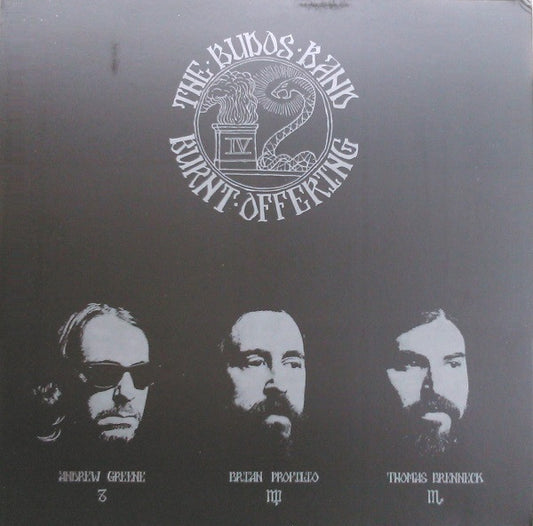 THE·BUDOS·BAND
IV
BURNT·OFFERING
ANDREW GREENE
BRIAN PROFILIO
THOMAS BRENNECK
♍ ♏